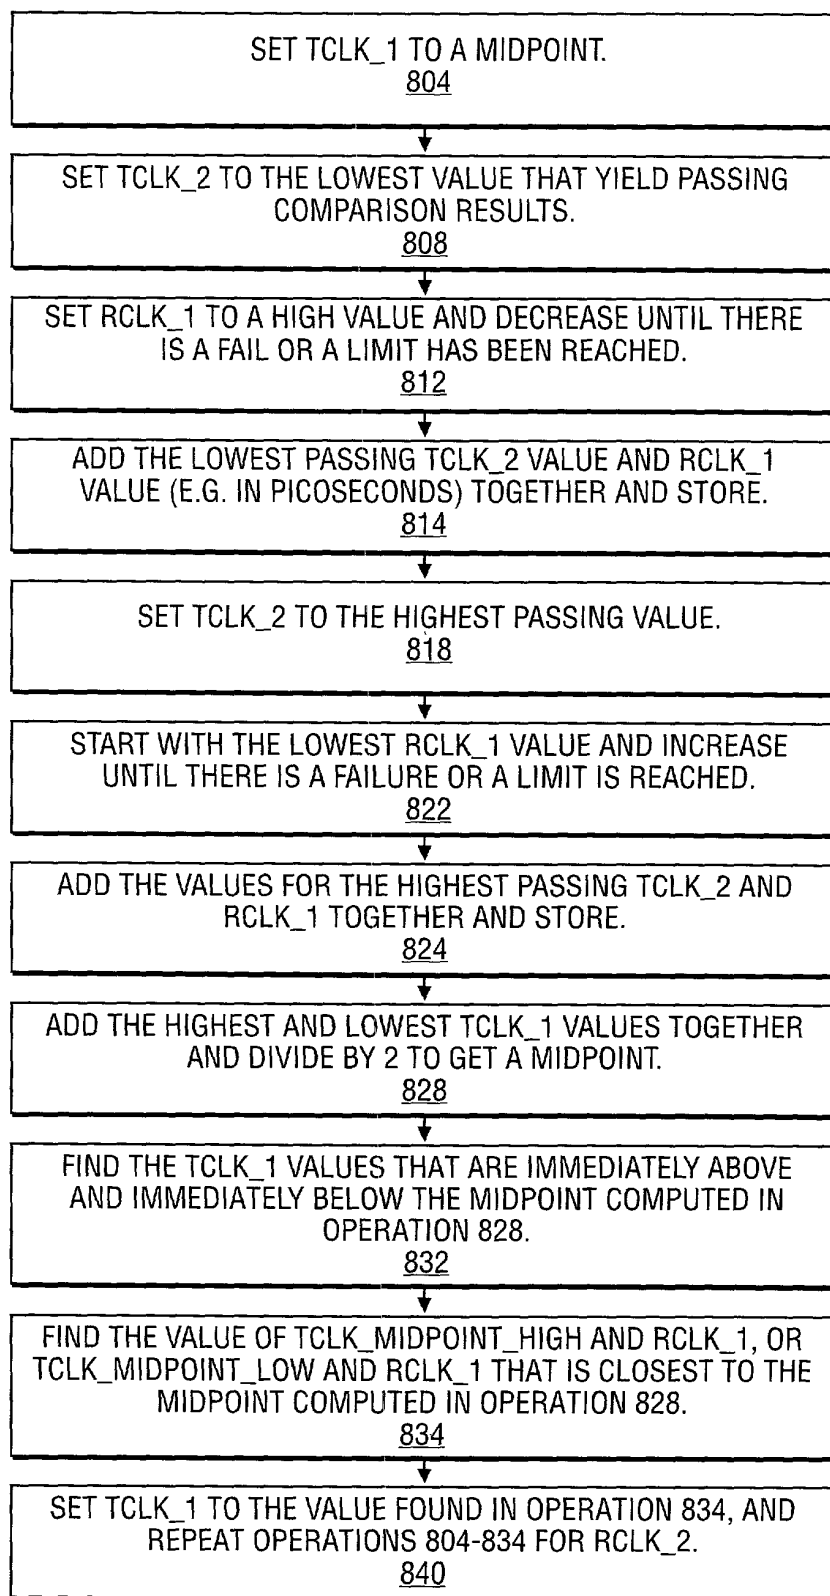 SET TCLK_1 TO A MIDPOINT.
804
SET TCLK_2 TO THE LOWEST VALUE THAT YIELD PASSING
COMPARISON RESULTS.
808
SET RCLK_1 TO A HIGH VALUE AND DECREASE UNTIL THERE
IS A FAIL OR A LIMIT HAS BEEN REACHED.
812
ADD THE LOWEST PASSING TCLK_2 VALUE AND RCLK_1
VALUE (E.G. IN PICOSECONDS) TOGETHER AND STORE.
814
SET TCLK_2 TO THE HIGHEST PASSING VALUE.
818
START WITH THE LOWEST RCLK_1 VALUE AND INCREASE
UNTIL THERE IS A FAILURE OR A LIMIT IS REACHED.
822
ADD THE VALUES FOR THE HIGHEST PASSING TCLK_2 AND
RCLK_1 TOGETHER AND STORE.
824
ADD THE HIGHEST AND LOWEST TCLK_1 VALUES TOGETHER
AND DIVIDE BY 2 TO GET A MIDPOINT.
828
FIND THE TCLK_1 VALUES THAT ARE IMMEDIATELY ABOVE
AND IMMEDIATELY BELOW THE MIDPOINT COMPUTED IN
OPERATION 828.
832
FIND THE VALUE OF TCLK_MIDPOINT_HIGH AND RCLK_1, OR
TCLK_MIDPOINT_LOW AND RCLK_1 THAT IS CLOSEST TO THE
MIDPOINT COMPUTED IN OPERATION 828.
834
SET TCLK_1 TO THE VALUE FOUND IN OPERATION 834, AND
REPEAT OPERATIONS 804-834 FOR RCLK_2.
840